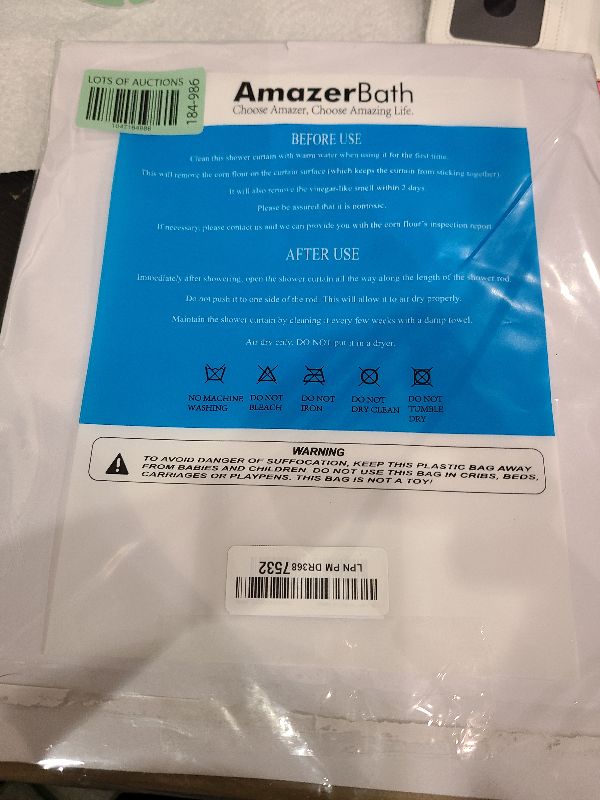 LOTS OF AUCTIONS
184-986
1042184986
AmazerBath
Choose Amazer, Choose Amazing Life.
BEFORE USE
Clean this shower curtain with warm water when using it for the first time.
This will remove the corn flour on the curtain surface (which keeps the curtain from sticking together).
It will also remove the vinegar-like smell within 2 days.
Please be assured that it is nontoxic.
If necessary, please contact us and we can provide you with the corn flour's inspection report.
AFTER USE
Immediately after showering, open the shower curtain all the way along the length of the shower rod.
Do not push it to one side of the rod. This will allow it to air dry properly.
Maintain the shower curtain by cleaning it every few weeks with a damp towel.
Air dry only. DO NOT put it in a dryer.
NO MACHINE WASHING
DO NOT BLEACH
DO NOT IRON
DO NOT DRY CLEAN
DO NOT TUMBLE DRY
WARNING
TO AVOID DANGER OF SUFFOCATION, KEEP THIS PLASTIC BAG AWAY
FROM BABIES AND CHILDREN. DO NOT USE THIS BAG IN CRIBS, BEDS,
CARRIAGES OR PLAYPENS. THIS BAG IS NOT A TOY!
LPN PM DR368 7532